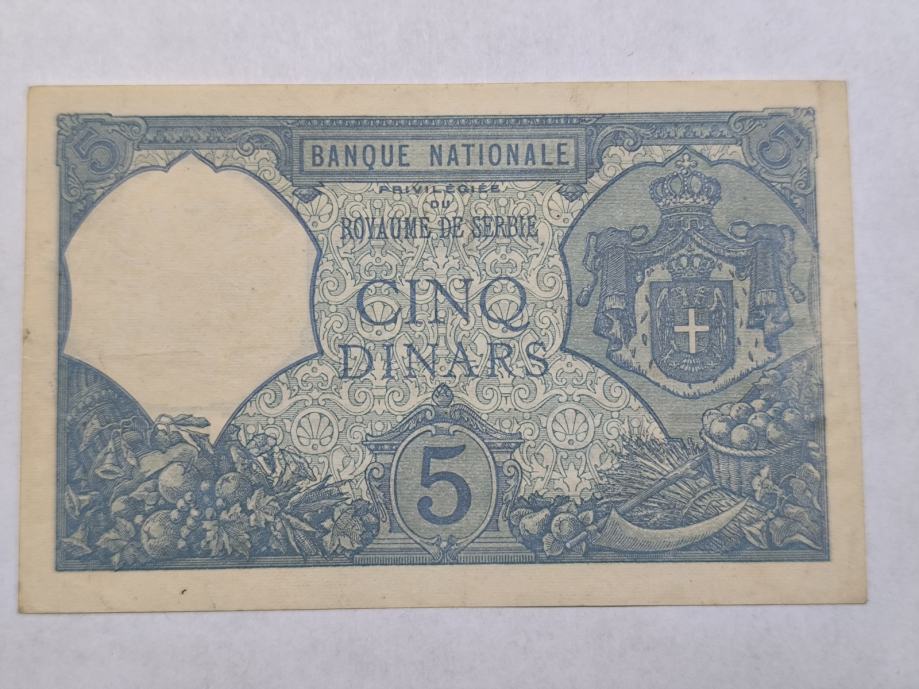 5 5
BANQUE NATIONALE
PRIVILÉGIÉE
DU
ROYAUME DE SERBIE
CINQ
DINARS
5